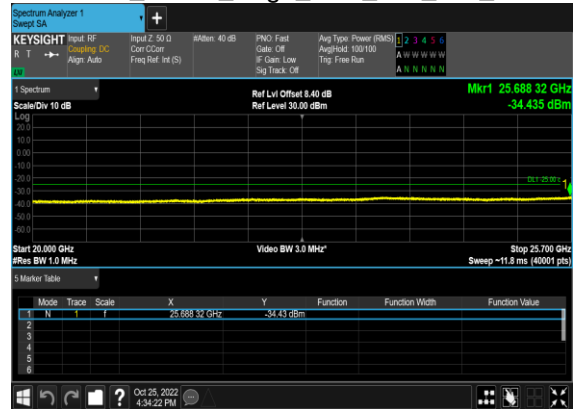 Spectrum Analyzer 1
Swept SA
+
KEYSIGHT Input: RF Input Z: 50 Ω #Atten: 40 dB PNO: Fast Avg Type: Power (RMS) 1 2 3 4 5 6
R T Coupling: DC Corr CCorr Gate: Off Avg|Hold: 100/100 A W W W W W
Align: Auto Freq Ref: Int (S) IF Gain: Low Trig: Free Run
LXI Sig Track: Off A N N N N N
1 Spectrum Ref Lvl Offset 8.40 dB Mkr1 25.688 32 GHz
Scale/Div 10 dB Ref Level 30.00 dBm -34.435 dBm
Log
20.0
10.0
0.00
-10.0
-20.0
DL1 -25.00
1
-30.0
-40.0
-50.0
-60.0
Start 20.000 GHz Video BW 3.0 MHz* Stop 25.700 GHz
#Res BW 1.0 MHz Sweep ~11.8 ms (40001 pts)
5 Marker Table
Mode Trace Scale X Y Function Function Width Function Value
1 N 1 f 25.688 32 GHz -34.43 dBm
2
3
4
5
6
? Oct 25, 2022
4:34:22 PM